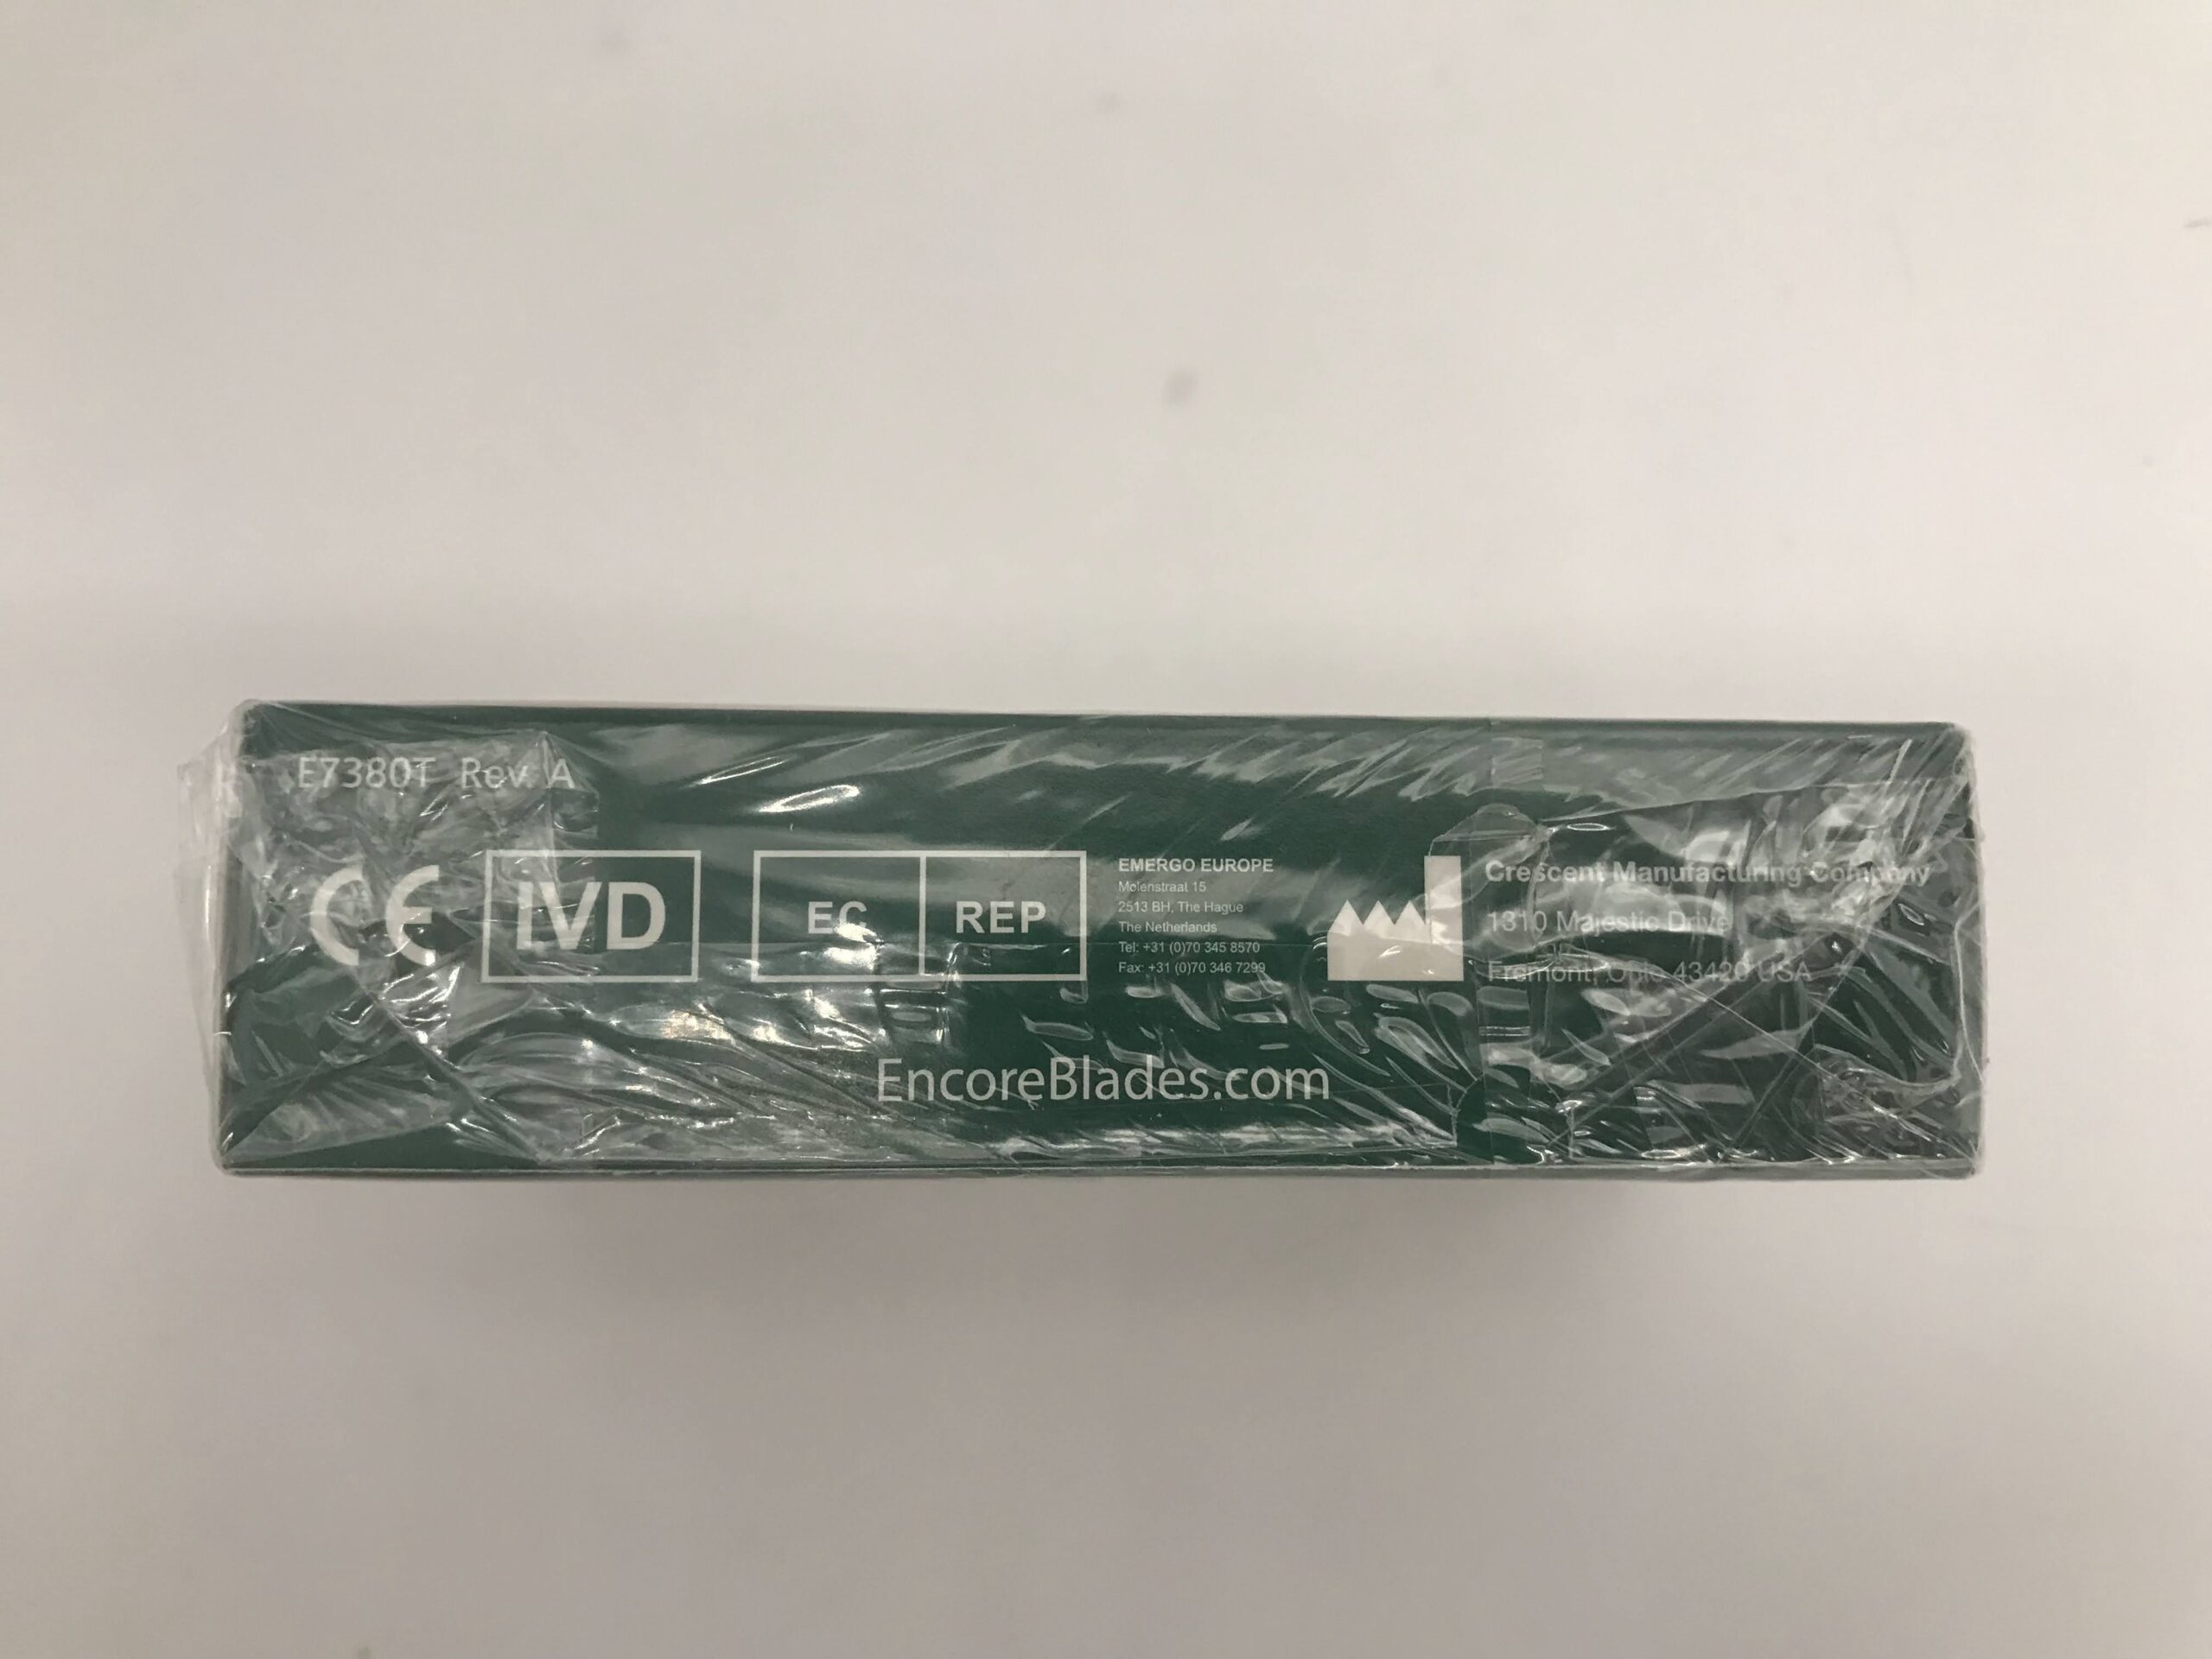 E7380T Rev A
CE IVD EC REP
EMERGO EUROPE
Molenstraat 15
2513 BH, The Hague
The Netherlands
Tel: +31 (0)70 345 8570
Fax: +31 (0)70 346 7299
Crescent Manufacturing Company
1310 Majestic Drive
Fremont, Ohio 43420 USA
EncoreBlades.com